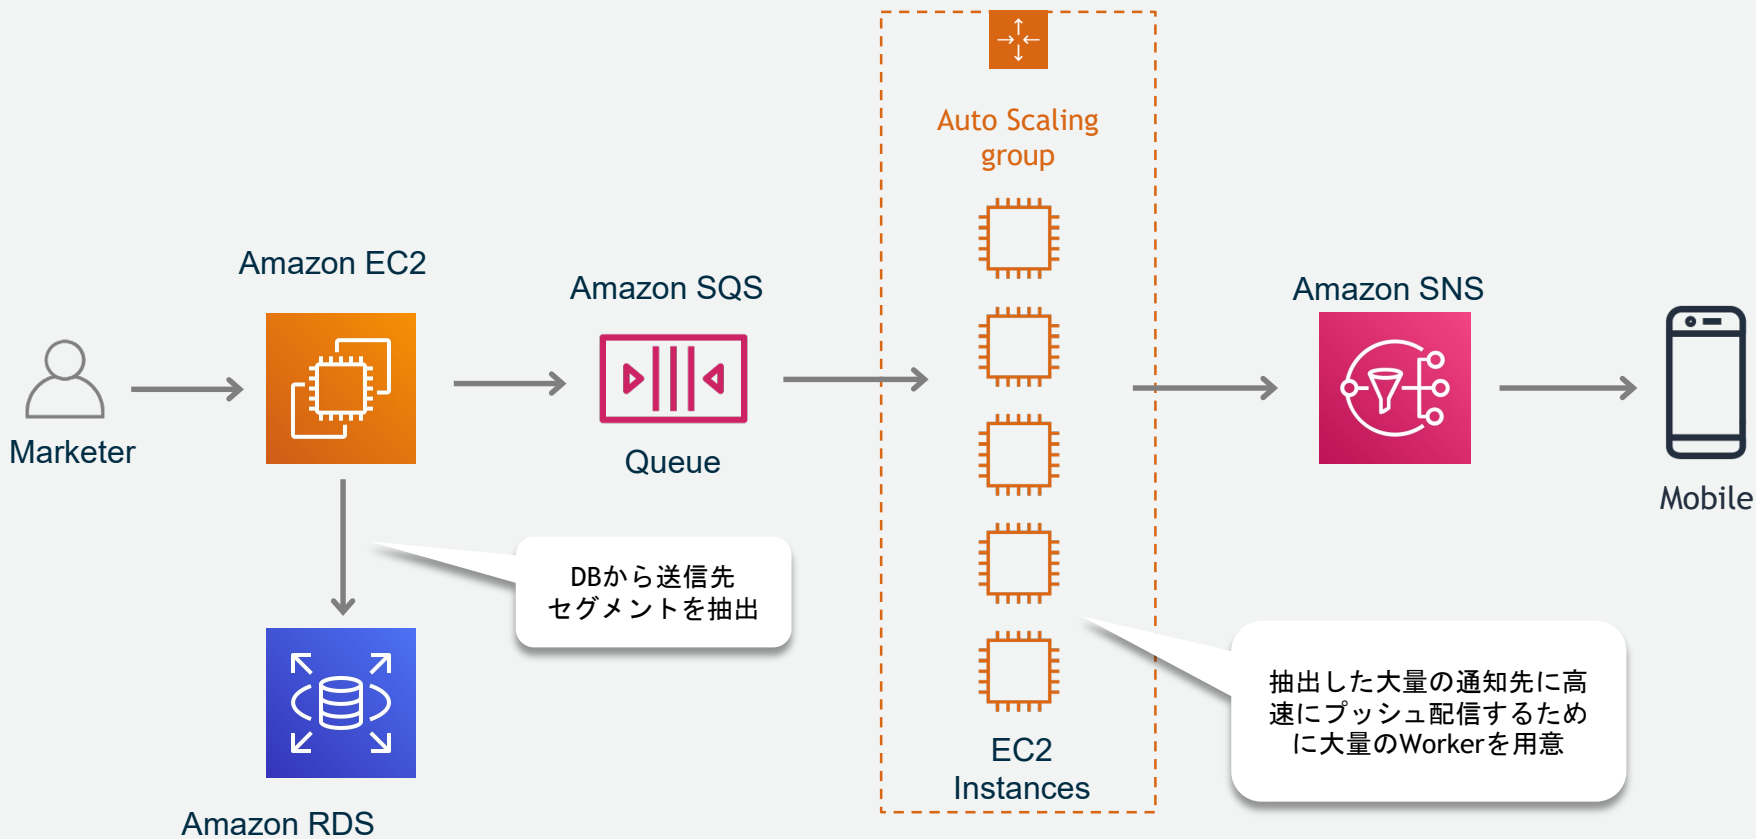 Auto Scaling
group
Amazon EC2
Amazon SQS
Amazon SNS
Marketer
Queue
Mobile
DBから送信先
セグメントを抽出
抽出した大量の通知先に高
速にプッシュ配信するため
に大量のWorkerを用意
EC2
Instances
Amazon RDS